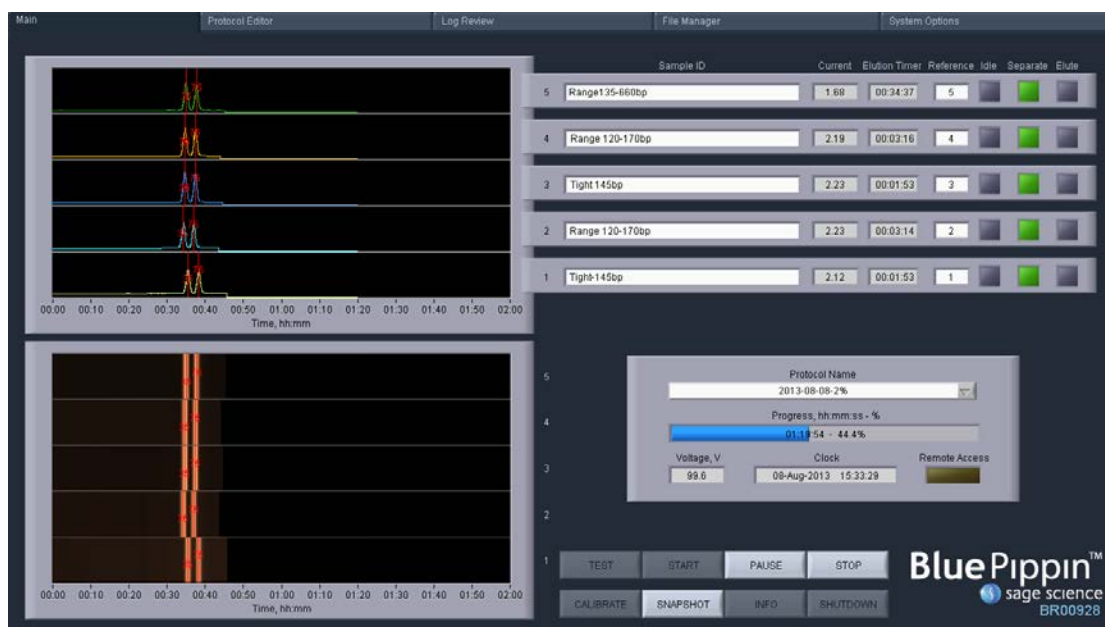 Main Protocol Editor Log Review File Manager System Options
Sample ID Current Elution Timer Reference Idle Separate Elute
5 Range135-660bp 1.68 00:34:37 5
4 Range 120-170bp 2.19 00:03:16 4
3 Tight 145bp 2.23 00:01:53 3
2 Range 120-170bp 2.23 00:03:14 2
1 Tight-145bp 2.12 00:01:53 1
00:00 00:10 00:20 00:30 00:40 00:50 01:00 01:10 01:20 01:30 01:40 01:50 02:00
Time, hh:mm
5
4
3
2
1
Protocol Name
2013-08-08-2%
Progress, hh:mm:ss - %
01:19:54 - 44.4%
Voltage, V Clock Remote Access
99.6 08-Aug-2013 15:33:29
00:00 00:10 00:20 00:30 00:40 00:50 01:00 01:10 01:20 01:30 01:40 01:50 02:00
Time, hh:mm
TEST START PAUSE STOP
CALIBRATE SNAPSHOT INFO SHUTDOWN
BluePippin™
sage science
BR00928